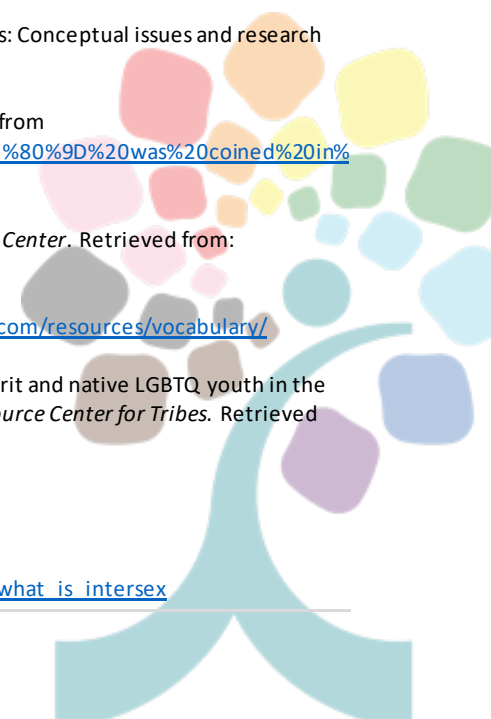 s: Conceptual issues and research
from
%80%9D%20was%20coined%20in%
Center. Retrieved from:
com/resources/vocabulary/
rit and native LGBTQ youth in the
ource Center for Tribes. Retrieved
what_is_intersex